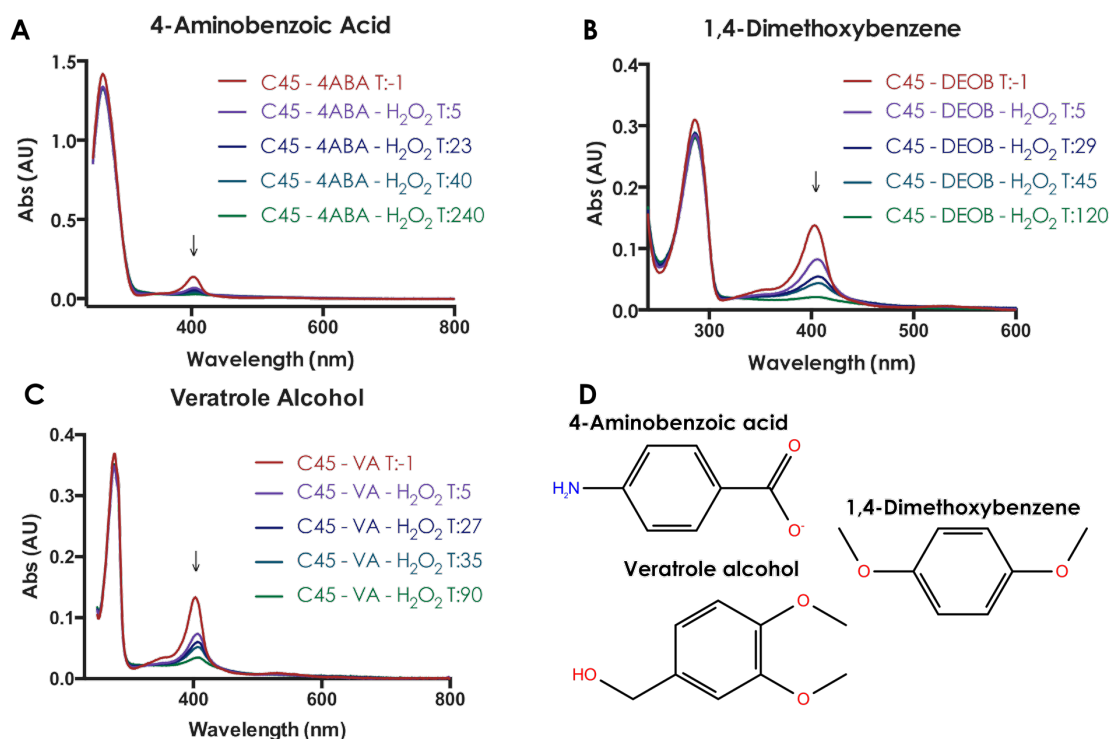 A
4-Aminobenzoic Acid
Abs (AU)
1.5
1.0
0.5
0.0
C45 - 4ABA T:-1
C45 - 4ABA - H₂O₂ T:5
C45 - 4ABA - H₂O₂ T:23
C45 - 4ABA - H₂O₂ T:40
C45 - 4ABA - H₂O₂ T:240
400
600
800
Wavelength (nm)
B
1,4-Dimethoxybenzene
Abs (AU)
0.4
0.3
0.2
0.1
0.0
C45 - DEOB T:-1
C45 - DEOB - H₂O₂ T:5
C45 - DEOB - H₂O₂ T:29
C45 - DEOB - H₂O₂ T:45
C45 - DEOB - H₂O₂ T:120
300
400
500
600
Wavelength (nm)
C
Veratrole Alcohol
Abs (AU)
0.4
0.3
0.2
0.1
0.0
C45 - VA T:-1
C45 - VA - H₂O₂ T:5
C45 - VA - H₂O₂ T:27
C45 - VA - H₂O₂ T:35
C45 - VA - H₂O₂ T:90
400
600
800
Wavelength (nm)
D
4-Aminobenzoic acid
O
H₂N
O⁻
1,4-Dimethoxybenzene
O
O
Veratrole alcohol
O
HO
O